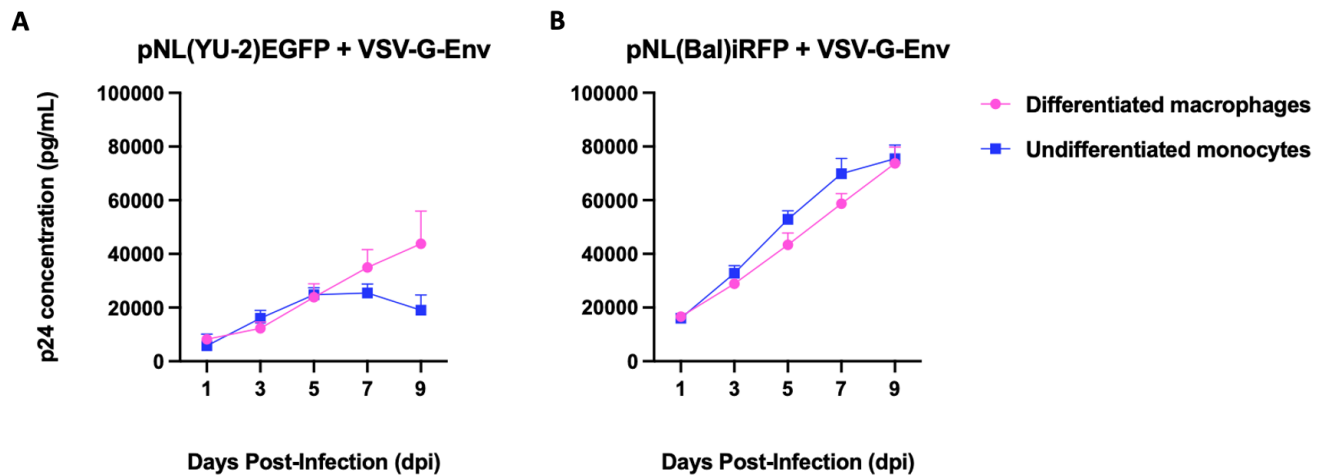 A
pNL(YU-2)EGFP + VSV-G-Env
p24 concentration (pg/mL)
100000
80000
60000
40000
20000
0
1 3 5 7 9
Days Post-Infection (dpi)
B
pNL(Bal)iRFP + VSV-G-Env
100000
80000
60000
40000
20000
0
1 3 5 7 9
Days Post-Infection (dpi)
Differentiated macrophages
Undifferentiated monocytes